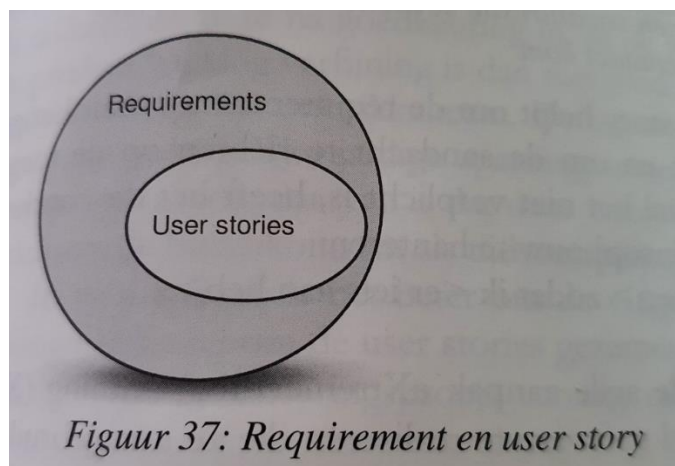 Requirements
User stories
Figuur 37: Requirement en user story